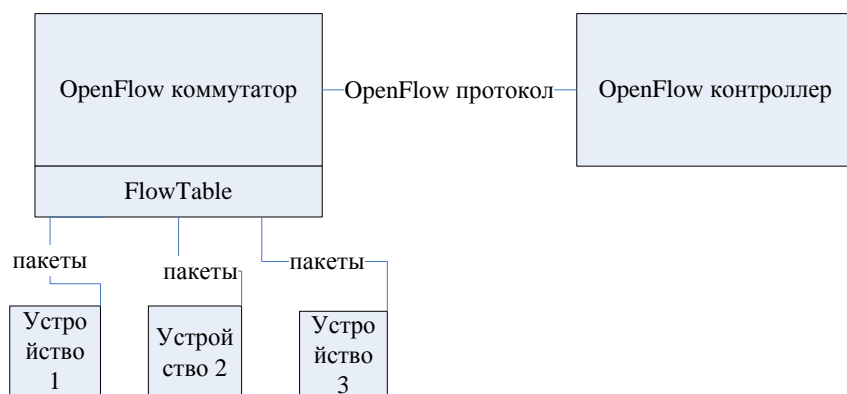 OpenFlow коммутатор
OpenFlow протокол
OpenFlow контроллер
FlowTable
пакеты
пакеты
пакеты
Устро
йство
1
Устрой
ство 2
Устро
йство
3